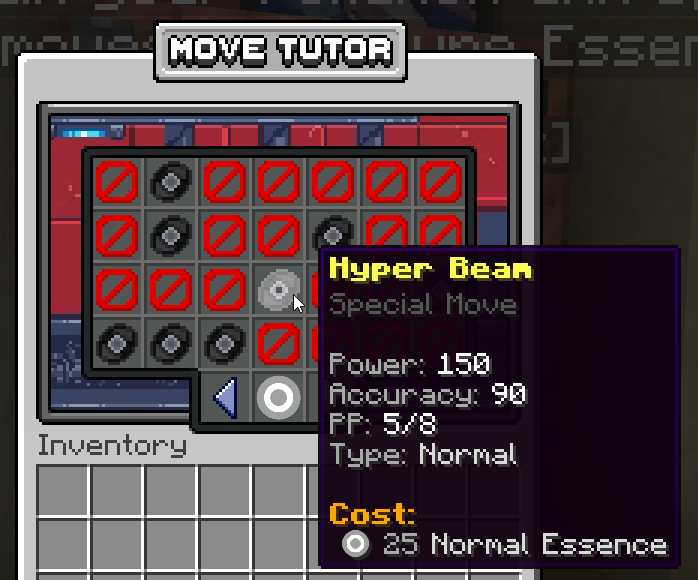 MOVE TUTOR
Hyper Beam
Special Move
Power: 150
Accuracy: 90
PP: 5/8
Type: Normal
Inventory
Cost:
25 Normal Essence